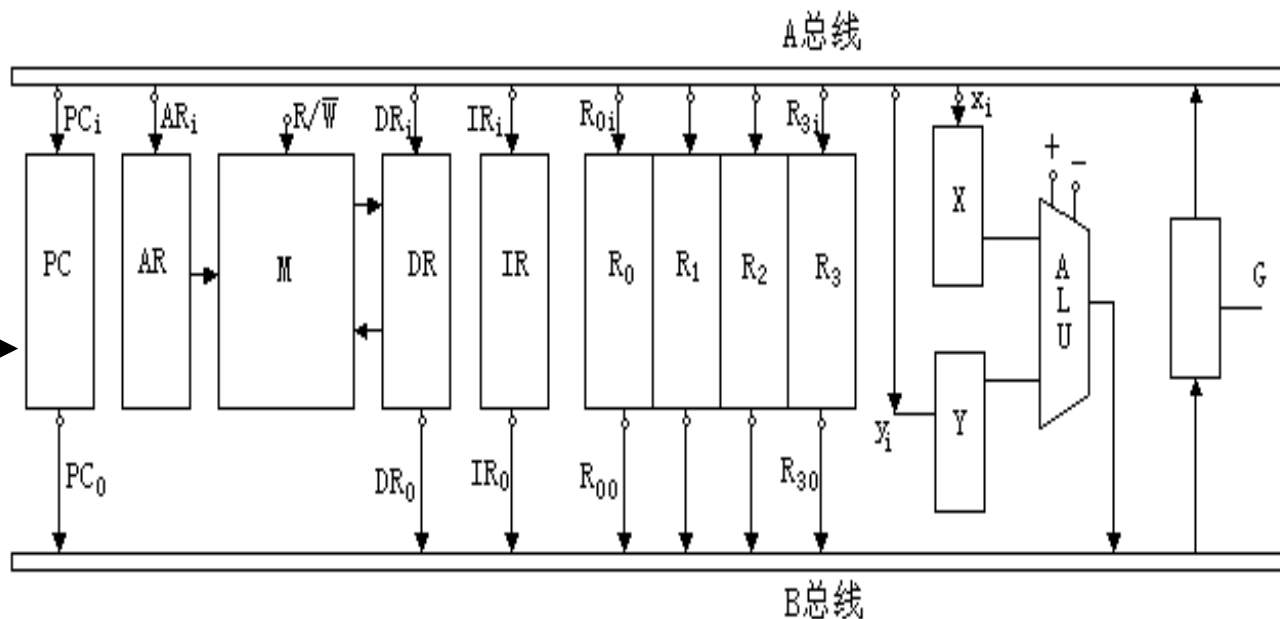 A总线
PCᵢ ARᵢ R/W̅ DRᵢ IRᵢ R₀ᵢ R₃ᵢ xᵢ
+ −
PC AR M DR IR R₀ R₁ R₂ R₃ X ALU G
yᵢ Y
PC₀ DR₀ IR₀ R₀₀ R₃₀
B总线